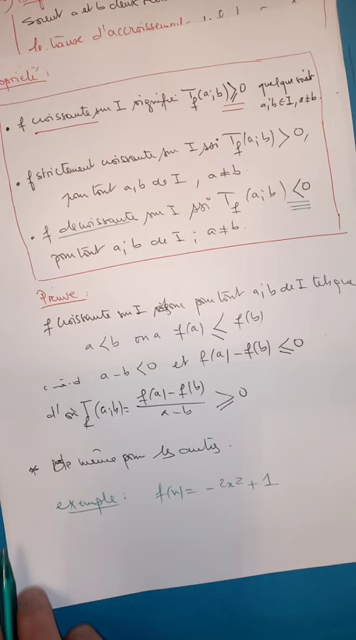 Soient a et b deux
le taux d'accroissement
opriété :
• f croissante sur I signifie T_f(a;b) ⩾ 0 quelque soit
a;b ∈ I, a≠b.
• f strictement croissante sur I ssi T_f(a;b) > 0,
pour tout a,b de I, a≠b.
• f décroissante sur I ssi T_f(a;b) < 0
pour tout a;b de I ; a≠b.
Preuve :
f croissante sur I pour tout a;b de I tels que
a < b on a f(a) ⩽ f(b)
c-à-d a-b < 0 et f(a)-f(b) ⩽ 0
d'où T_f(a;b) = (f(a)-f(b))/(a-b) ⩾ 0
* De même pour les autres.
exemple : f(x) = -2x² + 1